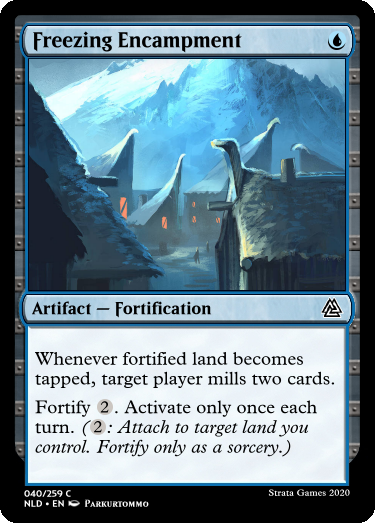 Freezing Encampment
Artifact — Fortification
Whenever fortified land becomes
tapped, target player mills two cards.
Fortify 2. Activate only once each
turn. (2: Attach to target land you
control. Fortify only as a sorcery.)
040/259 C
NLD • EN Parkurtommo
Strata Games 2020